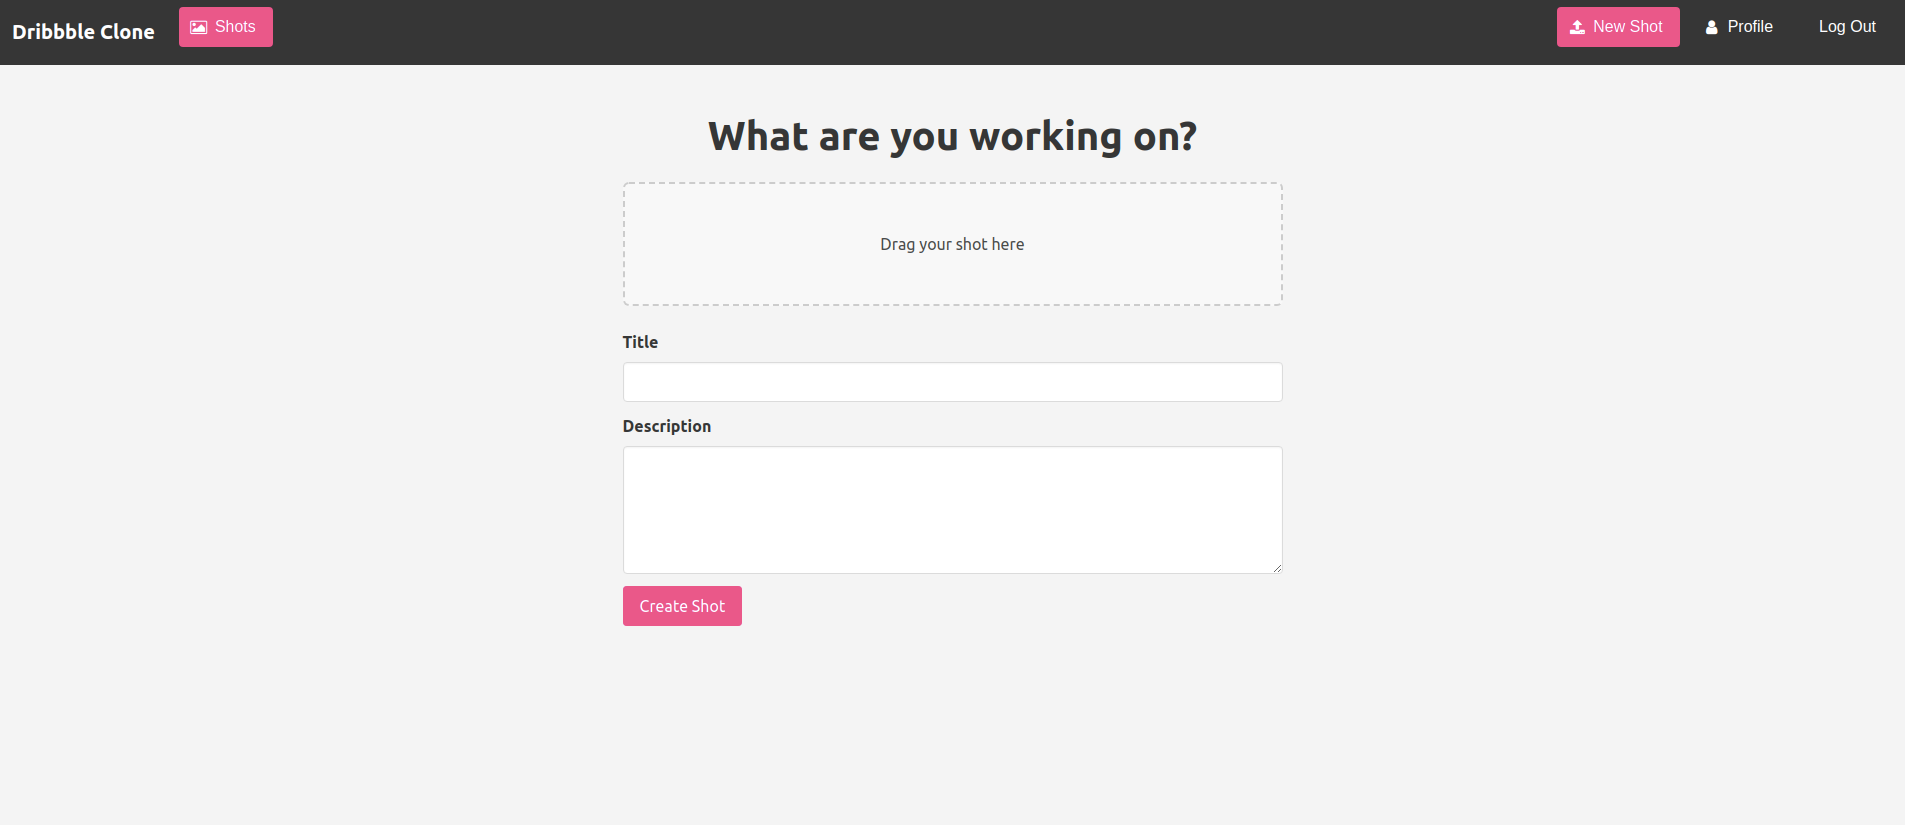 Dribbble Clone Shots New Shot Profile Log Out
What are you working on?
Drag your shot here
Title
Description
Create Shot